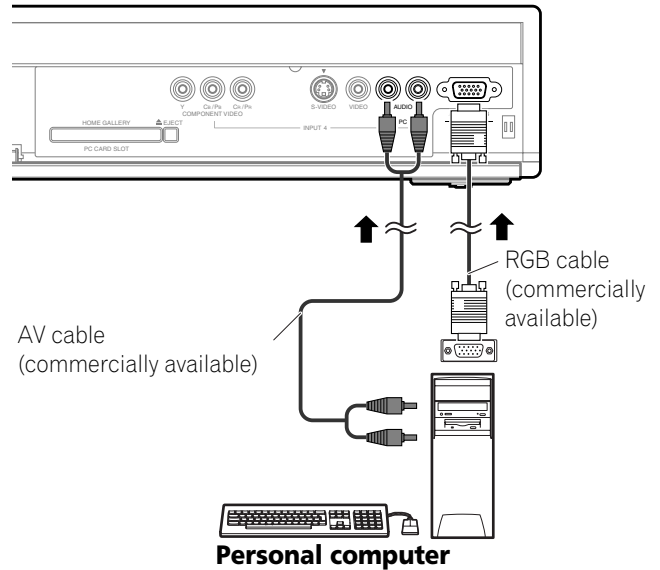 Y
CB/PB
CR/PR
COMPONENT VIDEO
S-VIDEO
VIDEO
AUDIO
HOME GALLERY
EJECT
INPUT 4
PC
PC CARD SLOT
RGB cable
(commercially
available)
AV cable
(commercially available)
Personal computer